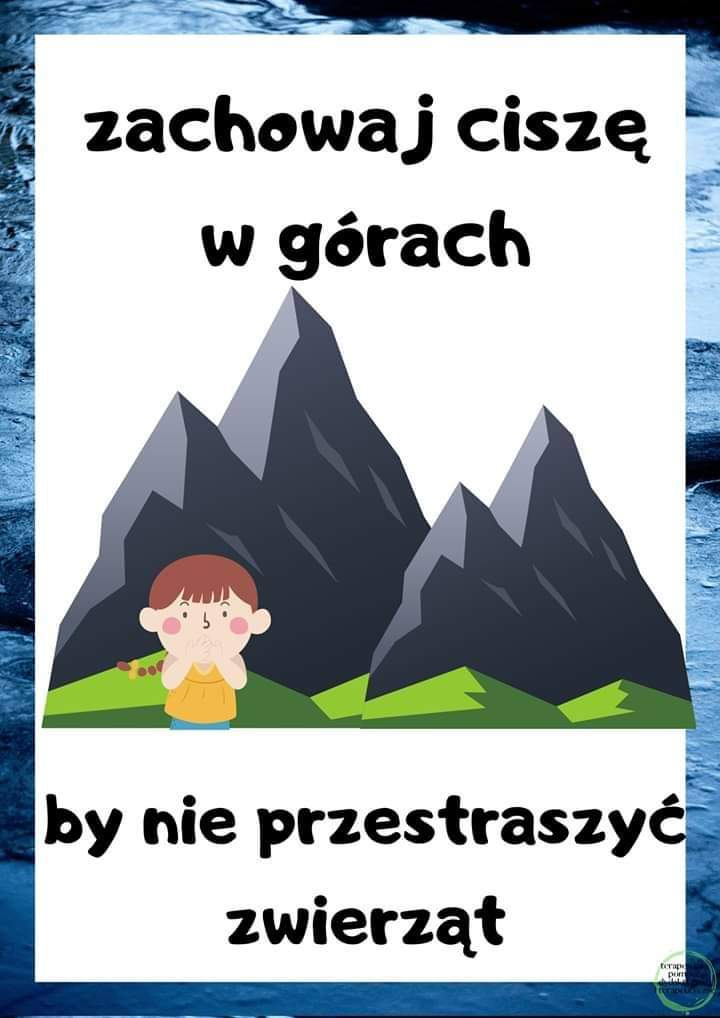 zachowaj ciszę
w górach
by nie przestraszyć
zwierząt